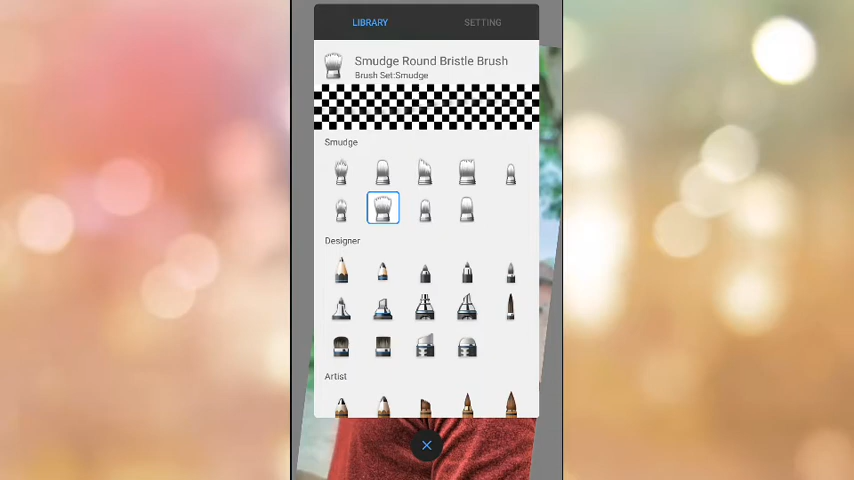 LIBRARY
SETTING
Smudge Round Bristle Brush
Brush Set:Smudge
Smudge
Designer
Artist